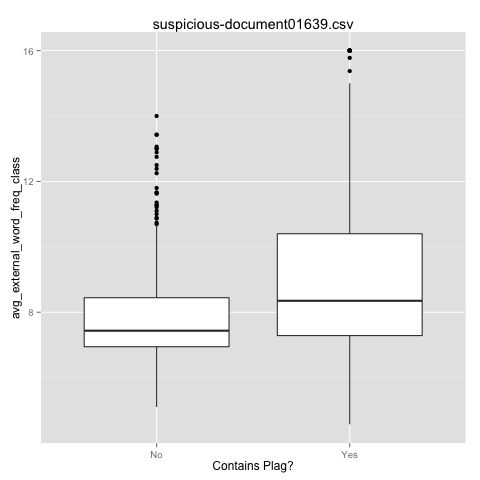 suspicious-document01639.csv
avg_external_word_freq_class
16
12
8
No
Yes
Contains Plag?